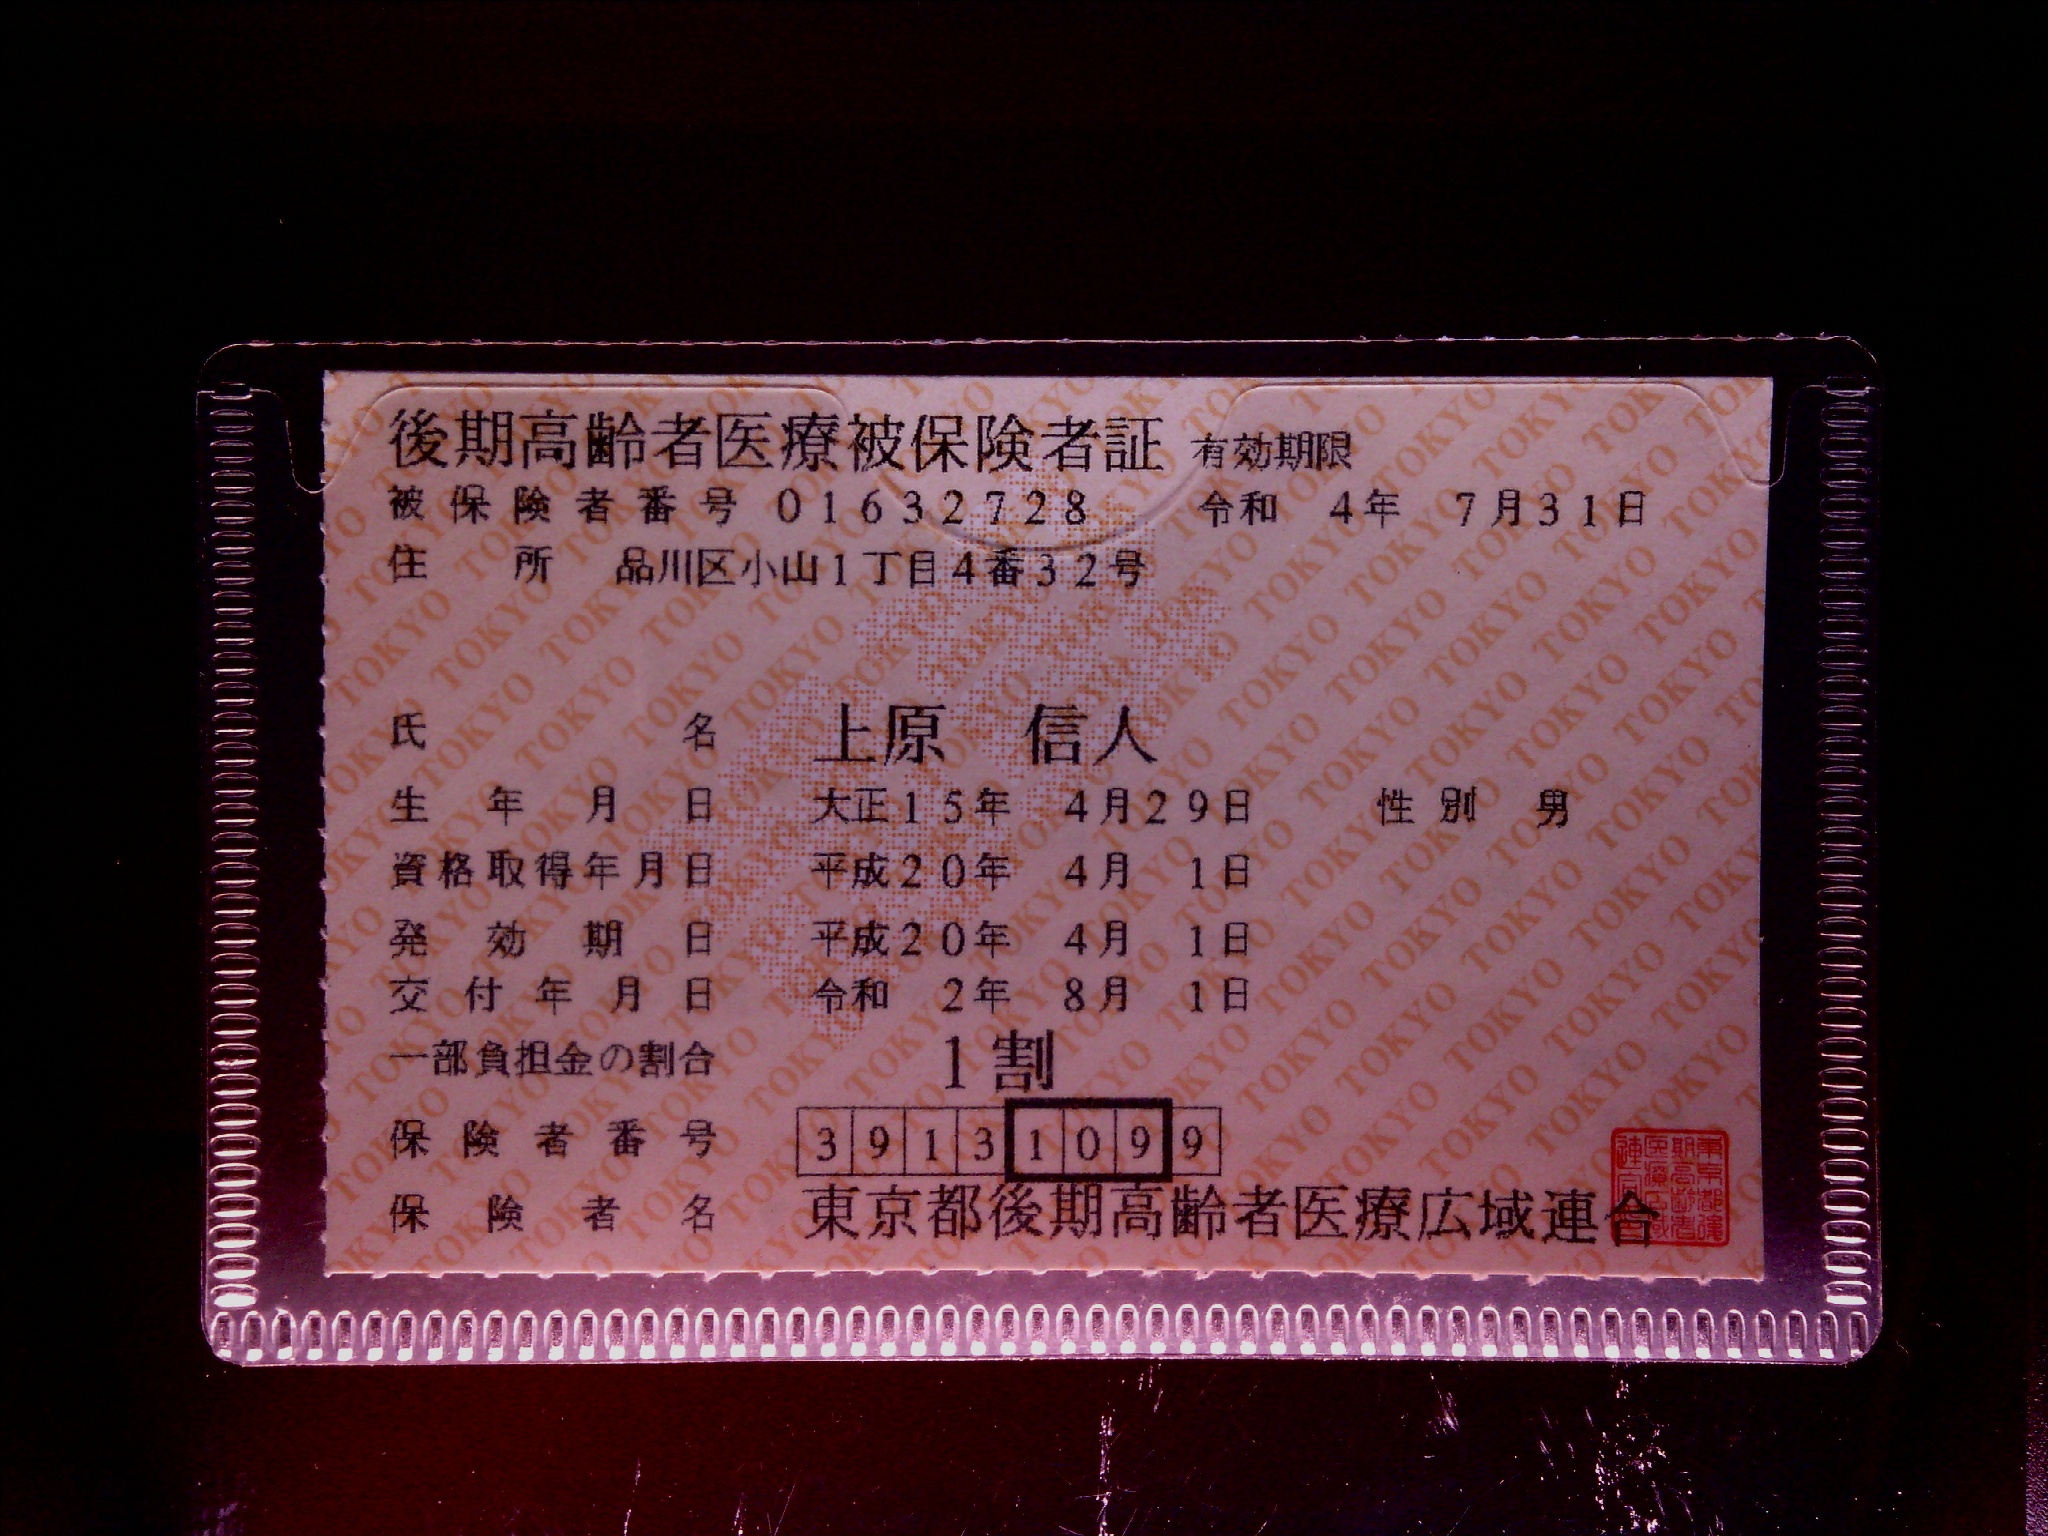 後期高齢者医療被保険者証 有効期限
被保険者番号 01632728 令和 4年 7月31日
住所 品川区小山1丁目4番32号
氏名 上原 信人
生年月日 大正15年 4月29日 性別 男
資格取得年月日 平成20年 4月 1日
発効期日 平成20年 4月 1日
交付年月日 令和 2年 8月 1日
一部負担金の割合 1割
保険者番号 39131099
保険者名 東京都後期高齢者医療広域連合